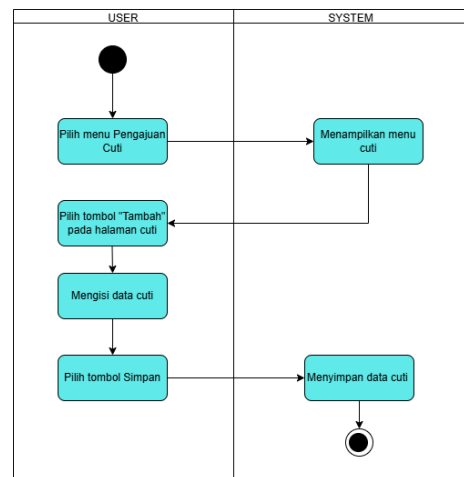 USER
SYSTEM
Pilih menu Pengajuan
Cuti
Menampilkan menu
cuti
Pilih tombol "Tambah"
pada halaman cuti
Mengisi data cuti
Pilih tombol Simpan
Menyimpan data cuti